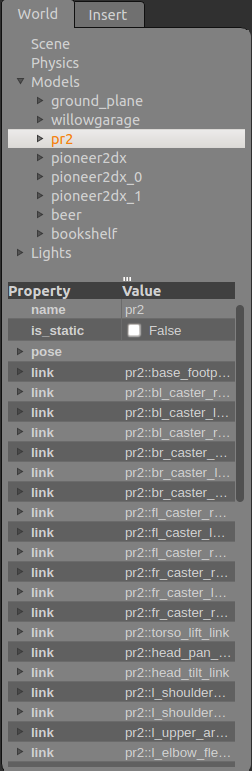 World Insert
Scene
Physics
Models
ground_plane
willowgarage
pr2
pioneer2dx
pioneer2dx_0
pioneer2dx_1
beer
bookshelf
Lights
Property Value
name pr2
is_static False
pose
link pr2::base_footp...
link pr2::bl_caster_r...
link pr2::bl_caster_l...
link pr2::bl_caster_r...
link pr2::br_caster_...
link pr2::br_caster_l...
link pr2::br_caster_...
link pr2::fl_caster_r...
link pr2::fl_caster_l...
link pr2::fl_caster_r...
link pr2::fr_caster_r...
link pr2::fr_caster_l...
link pr2::fr_caster_r...
link pr2::torso_lift_link
link pr2::head_pan_...
link pr2::head_tilt_link
link pr2::l_shoulder...
link pr2::l_shoulder...
link pr2::l_upper_ar...
link pr2::l_elbow_fle...